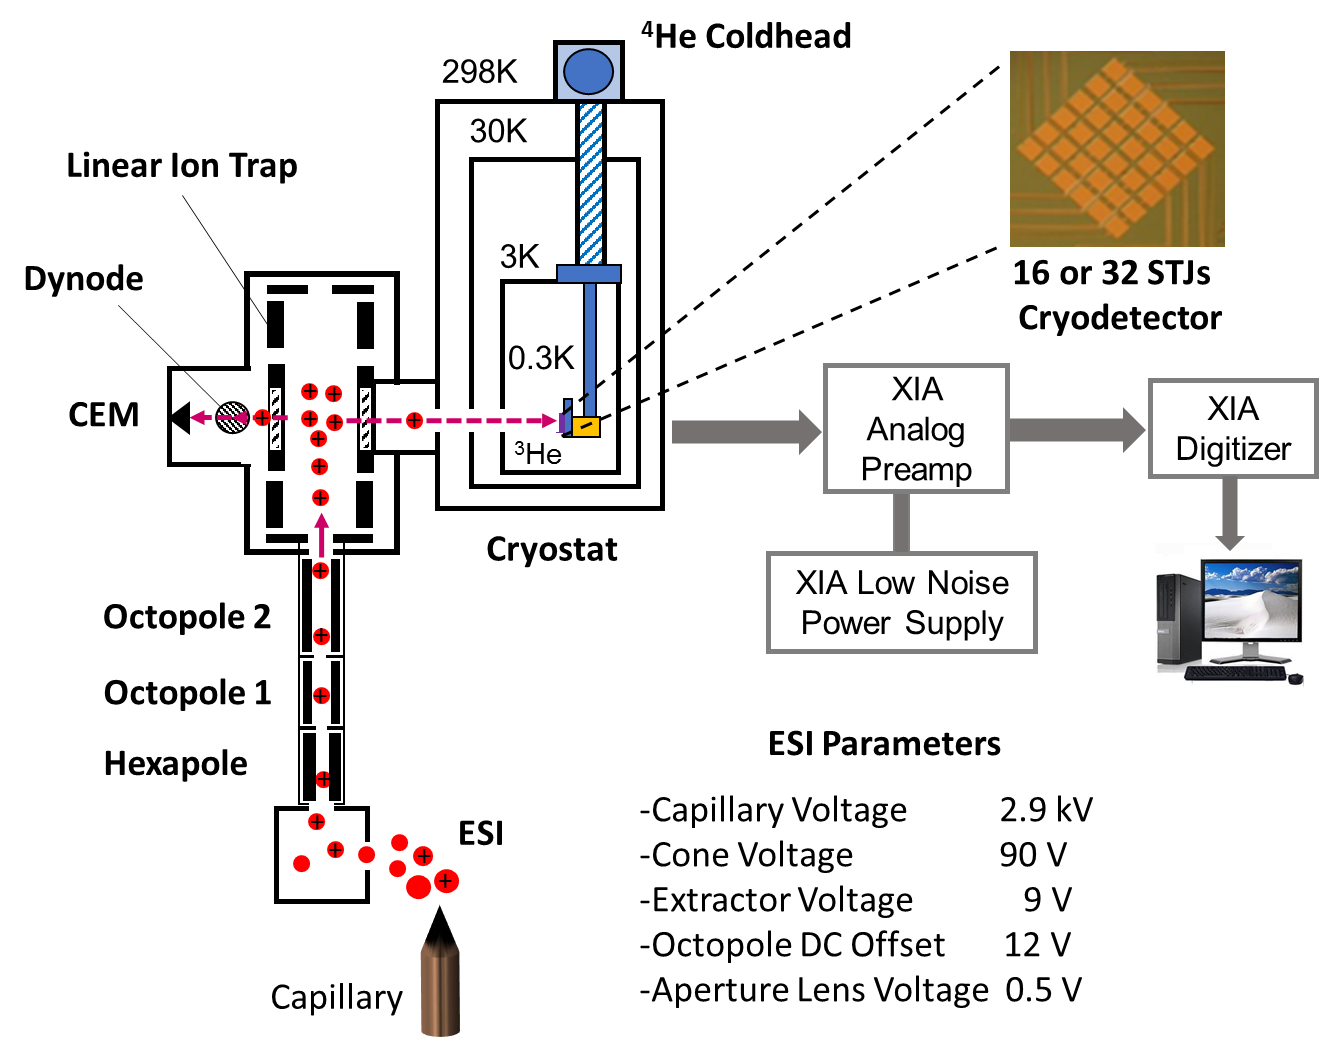 ⁴He Coldhead
298K
30K
Linear Ion Trap
3K
Dynode
16 or 32 STJs
Cryodetector
0.3K
CEM
XIA
Analog
Preamp
XIA
Digitizer
³He
Cryostat
XIA Low Noise
Power Supply
Octopole 2
Octopole 1
Hexapole
ESI
Capillary
ESI Parameters
-Capillary Voltage 2.9 kV
-Cone Voltage 90 V
-Extractor Voltage 9 V
-Octopole DC Offset 12 V
-Aperture Lens Voltage 0.5 V